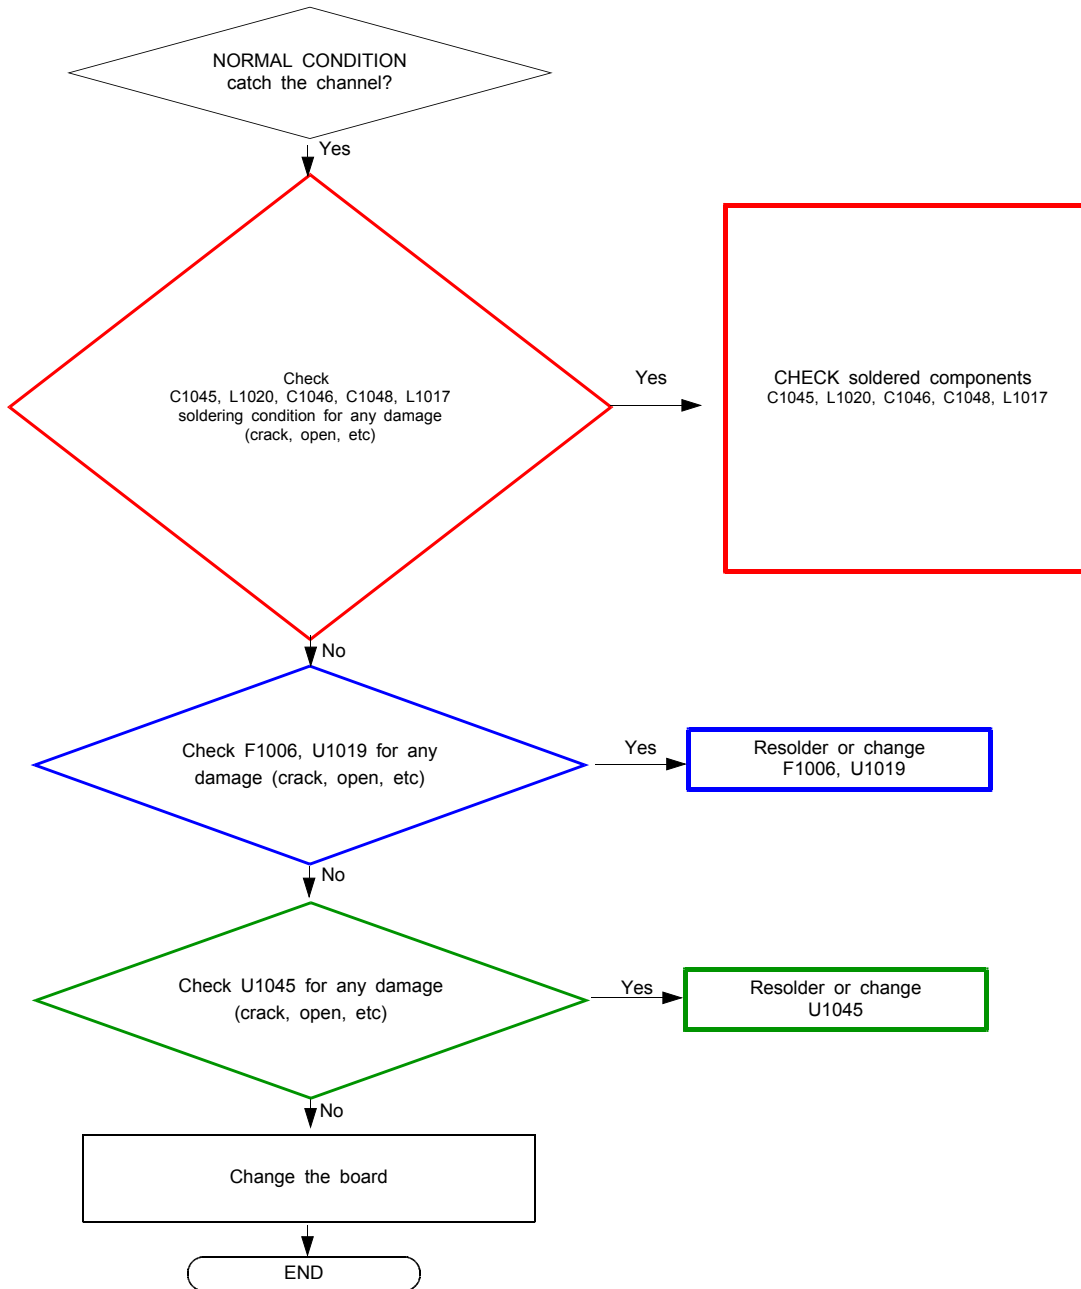 NORMAL CONDITION
catch the channel?
Yes
Check
C1045, L1020, C1046, C1048, L1017
soldering condition for any damage
(crack, open, etc)
Yes
CHECK soldered components
C1045, L1020, C1046, C1048, L1017
No
Check F1006, U1019 for any
damage (crack, open, etc)
Yes
Resolder or change
F1006, U1019
No
Check U1045 for any damage
(crack, open, etc)
Yes
Resolder or change
U1045
No
Change the board
END